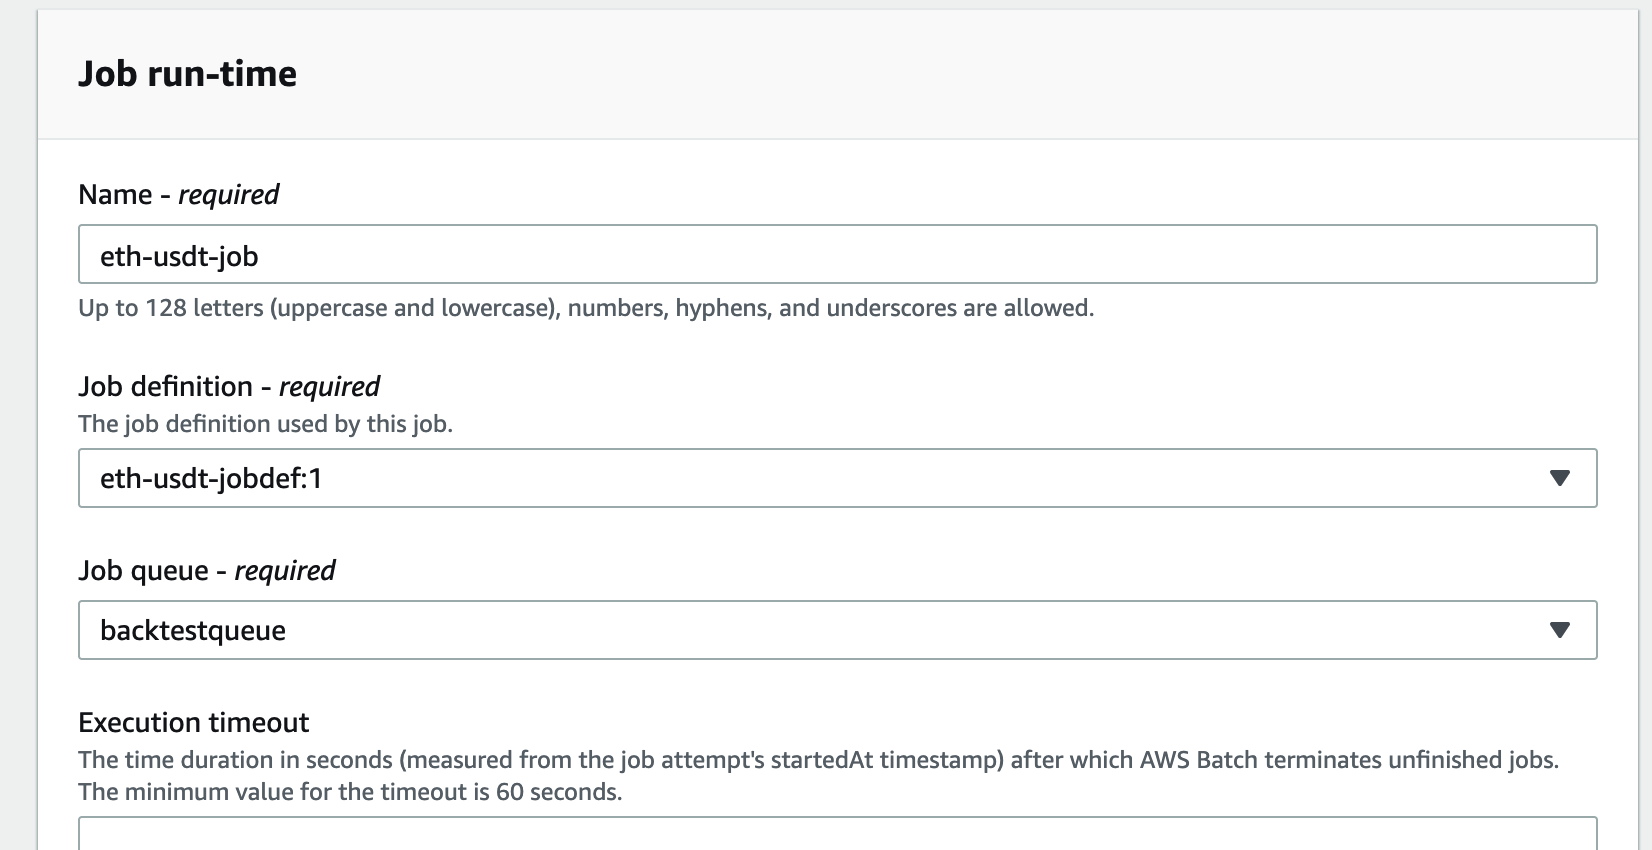 Job run-time
Name - required
eth-usdt-job
Up to 128 letters (uppercase and lowercase), numbers, hyphens, and underscores are allowed.
Job definition - required
The job definition used by this job.
eth-usdt-jobdef:1
Job queue - required
backtestqueue
Execution timeout
The time duration in seconds (measured from the job attempt's startedAt timestamp) after which AWS Batch terminates unfinished jobs.
The minimum value for the timeout is 60 seconds.